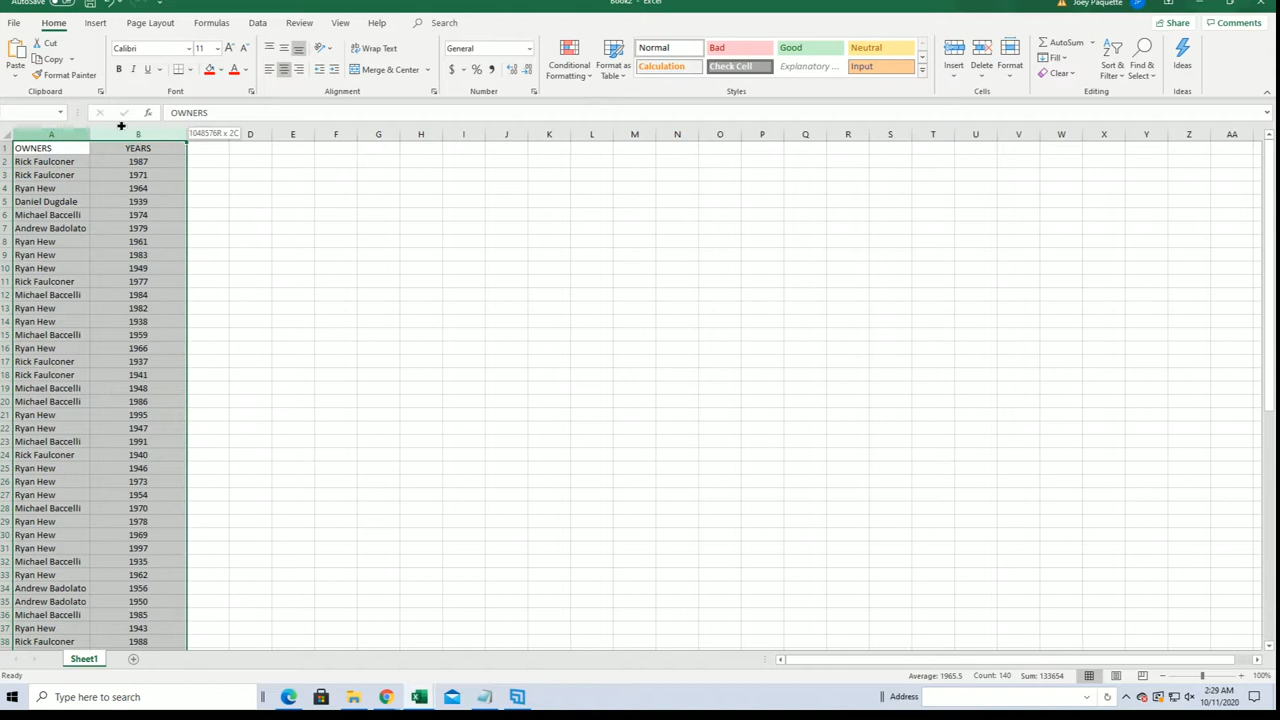 AutoSave Off Book2 - Excel Joey Paquette JP
File Home Insert Page Layout Formulas Data Review View Help Search Share Comments
Paste Cut Copy Format Painter Clipboard
Calibri 11 A A B I U A Font
Wrap Text Merge & Center Alignment
General $ % , Number
Conditional Formatting Format as Table
Normal Bad Good Neutral
Calculation Check Cell Explanatory ... Input
Styles
Insert Delete Format Cells
AutoSum Fill Clear Sort & Filter Find & Select Editing
Ideas Ideas
OWNERS
A B 1048576R x 2C D E F G H I J K L M N O P Q R S T U V W X Y Z AA
1 OWNERS YEARS
2 Rick Faulconer 1987
3 Rick Faulconer 1971
4 Ryan Hew 1964
5 Daniel Dugdale 1939
6 Michael Baccelli 1974
7 Andrew Badolato 1979
8 Ryan Hew 1961
9 Ryan Hew 1983
10 Ryan Hew 1949
11 Rick Faulconer 1977
12 Michael Baccelli 1984
13 Ryan Hew 1982
14 Ryan Hew 1938
15 Michael Baccelli 1959
16 Ryan Hew 1966
17 Rick Faulconer 1937
18 Rick Faulconer 1941
19 Michael Baccelli 1948
20 Michael Baccelli 1986
21 Ryan Hew 1995
22 Ryan Hew 1947
23 Michael Baccelli 1991
24 Rick Faulconer 1940
25 Ryan Hew 1946
26 Ryan Hew 1973
27 Ryan Hew 1954
28 Michael Baccelli 1970
29 Ryan Hew 1978
30 Ryan Hew 1969
31 Ryan Hew 1997
32 Michael Baccelli 1935
33 Ryan Hew 1962
34 Andrew Badolato 1956
35 Andrew Badolato 1950
36 Michael Baccelli 1985
37 Ryan Hew 1943
38 Rick Faulconer 1988
Sheet1
Ready Average: 1965.5 Count: 140 Sum: 133654 100%
Type here to search Address 2:29 AM
10/11/2020